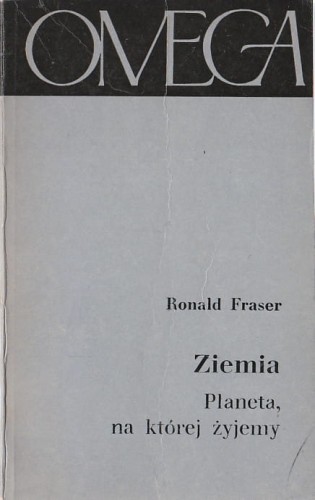 OMEGA
Ronald Fraser
Ziemia
Planeta,
na której żyjemy